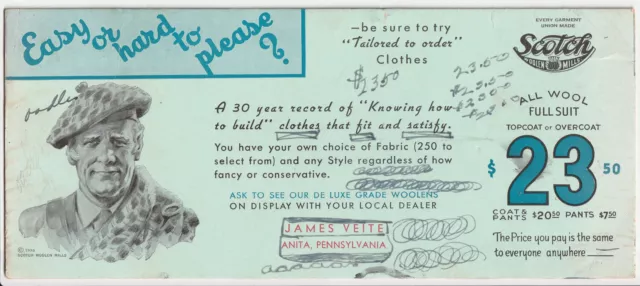 Easy or hard to please?
—be sure to try
"Tailored to order"
Clothes
EVERY GARMENT
UNION MADE
Scotch
WOOLEN MILLS
$23.50
23.50
A 30 year record of "Knowing how
to build" clothes that fit and satisfy.
You have your own choice of Fabric (250 to
select from) and any Style regardless of how
fancy or conservative.
ASK TO SEE OUR DE LUXE GRADE WOOLENS
ON DISPLAY WITH YOUR LOCAL DEALER
JAMES VEITE
ANITA, PENNSYLVANIA
ALL WOOL
FULL SUIT
TOPCOAT or OVERCOAT
$23.50
COAT & PANTS $20.50 PANTS $7.50
The Price you pay is the same
to everyone anywhere
SCOTCH WOOLEN MILLS